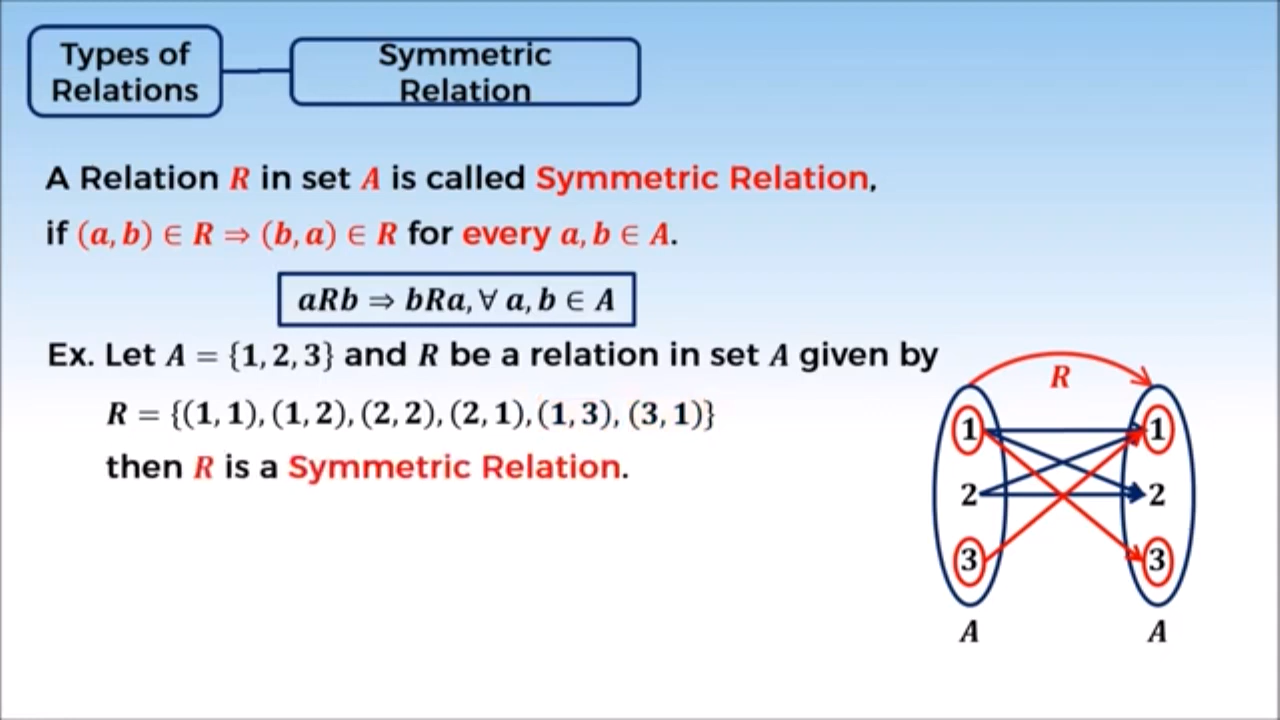 Types of
Relations
Symmetric
Relation
A Relation R in set A is called Symmetric Relation,
if (a, b) ∈ R ⇒ (b, a) ∈ R for every a, b ∈ A.
aRb ⇒ bRa, ∀ a, b ∈ A
Ex. Let A = {1, 2, 3} and R be a relation in set A given by
R = {(1, 1), (1, 2), (2, 2), (2, 1), (1, 3), (3, 1)}
then R is a Symmetric Relation.
R
1 1
2 2
3 3
A A